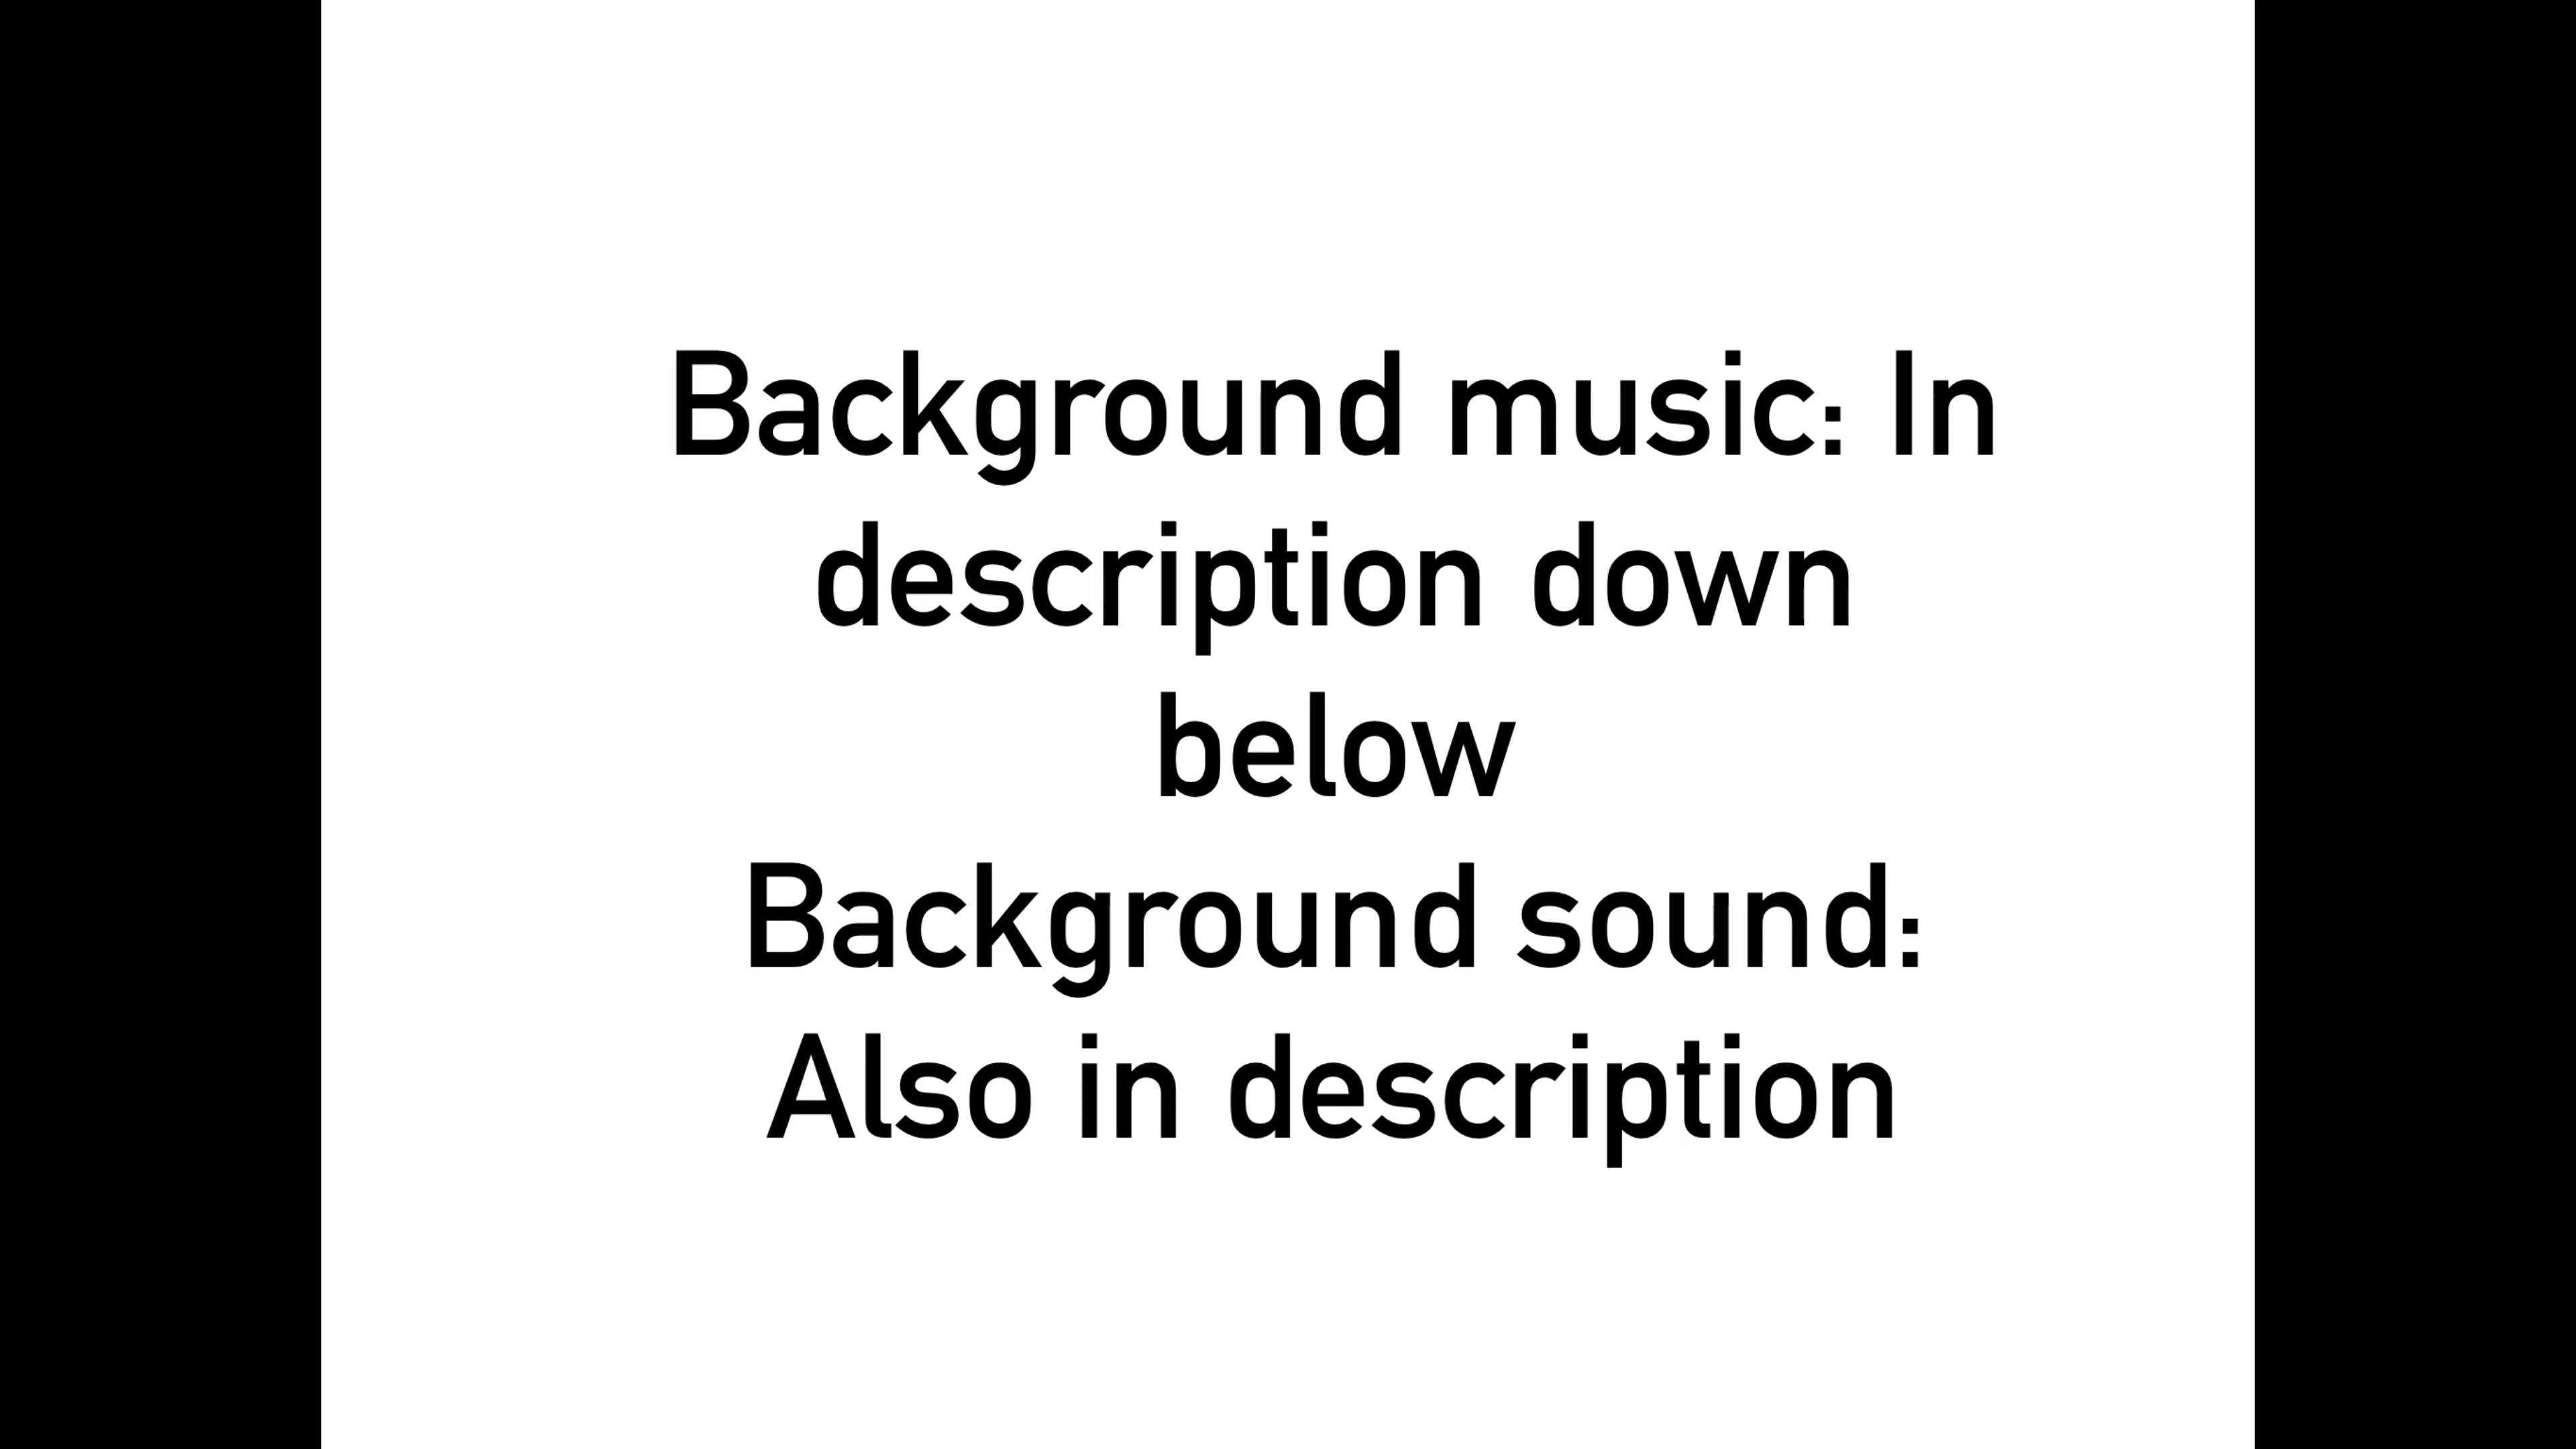 Background music: In
description down
below
Background sound:
Also in description